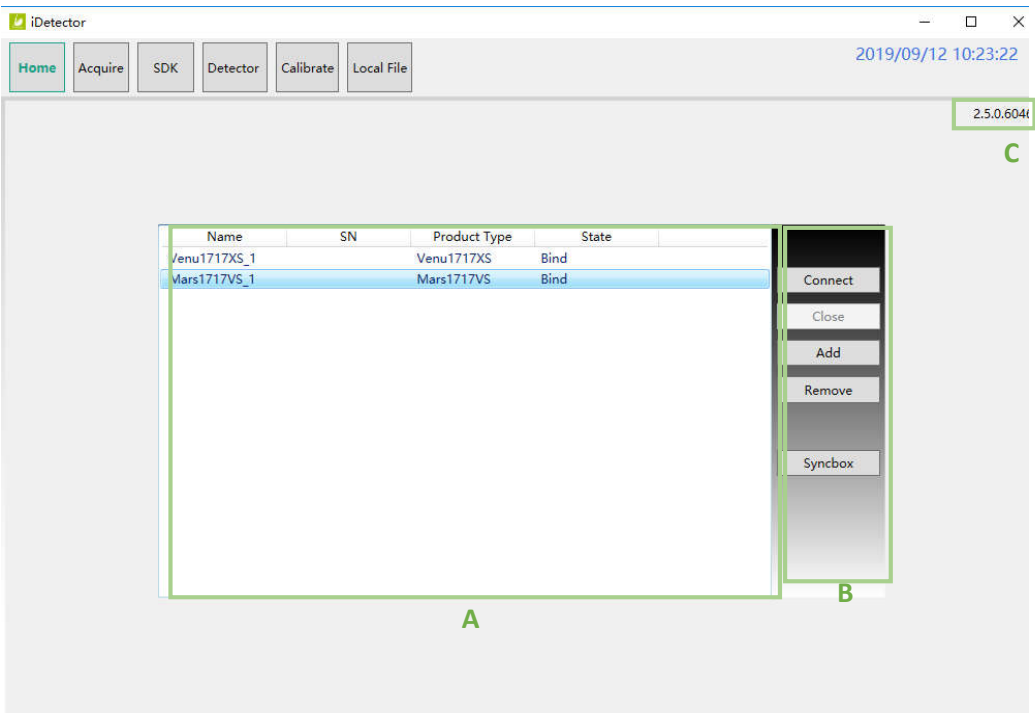 iDetector
Home Acquire SDK Detector Calibrate Local File
2019/09/12 10:23:22
2.5.0.6046
C
Name SN Product Type State
Venu1717XS_1 Venu1717XS Bind
Mars1717VS_1 Mars1717VS Bind
Connect
Close
Add
Remove
Syncbox
B
A